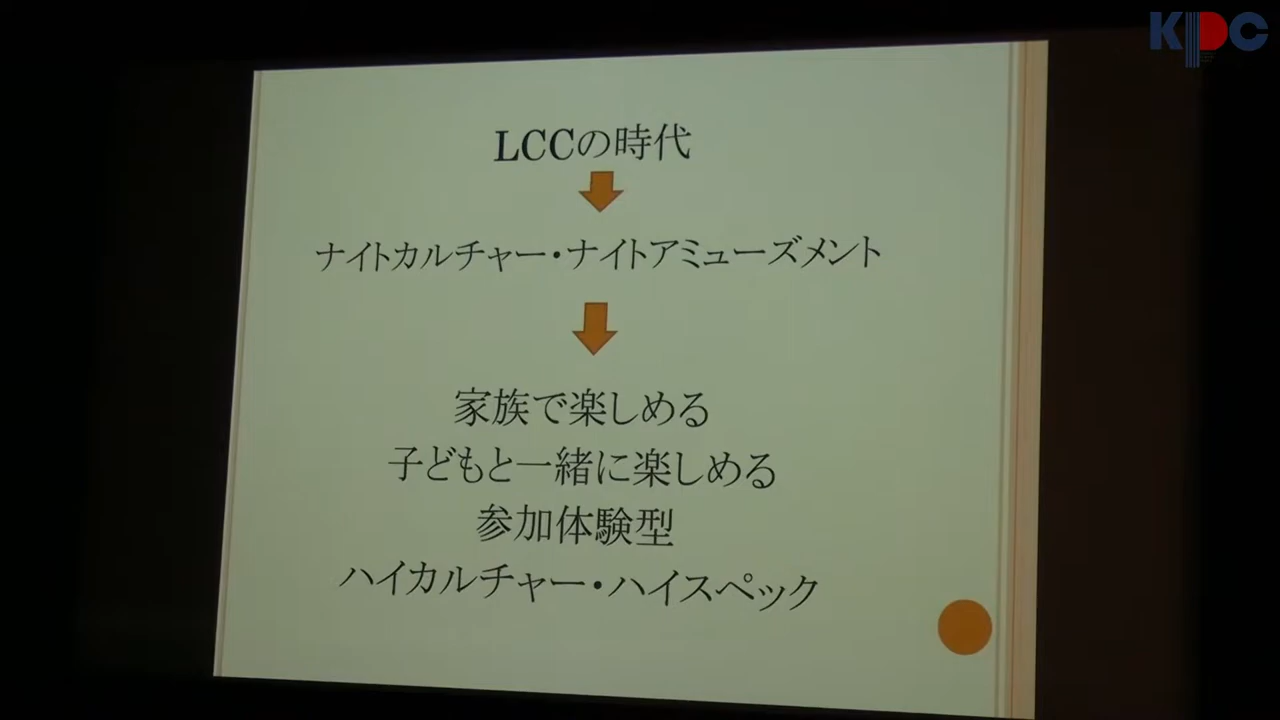 KPC
LCCの時代
ナイトカルチャー・ナイトアミューズメント
家族で楽しめる
子どもと一緒に楽しめる
参加体験型
ハイカルチャー・ハイスペック